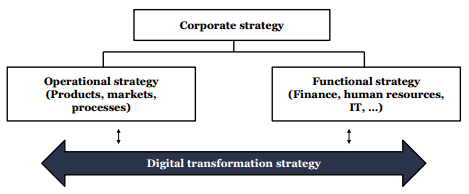 Corporate strategy
Operational strategy
(Products, markets,
processes)
Functional strategy
(Finance, human resources,
IT, ...)
Digital transformation strategy